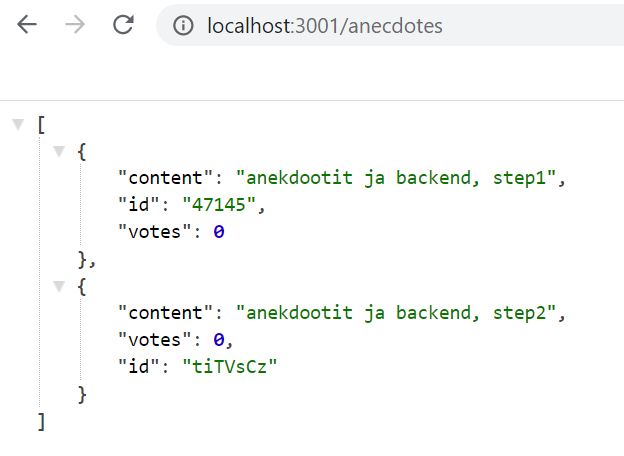 localhost:3001/anecdotes
[
{
"content": "anekdootit ja backend, step1",
"id": "47145",
"votes": 0
},
{
"content": "anekdootit ja backend, step2",
"votes": 0,
"id": "tiTVsCz"
}
]